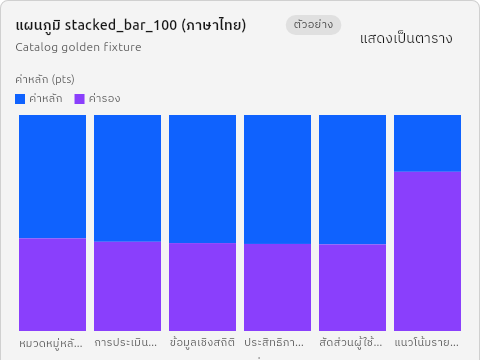 แผนภูมิ stacked_bar_100 (ภาษาไทย)
ตัวอย่าง
แสดงเป็นตาราง
Catalog golden fixture
ค่าหลัก (pts)
ค่าหลัก ค่ารอง
หมวดหมู่หลั... การประเมิน... ข้อมูลเชิงสถิติ ประสิทธิภา... สัดส่วนผู้ใช้... แนวโน้มราย...